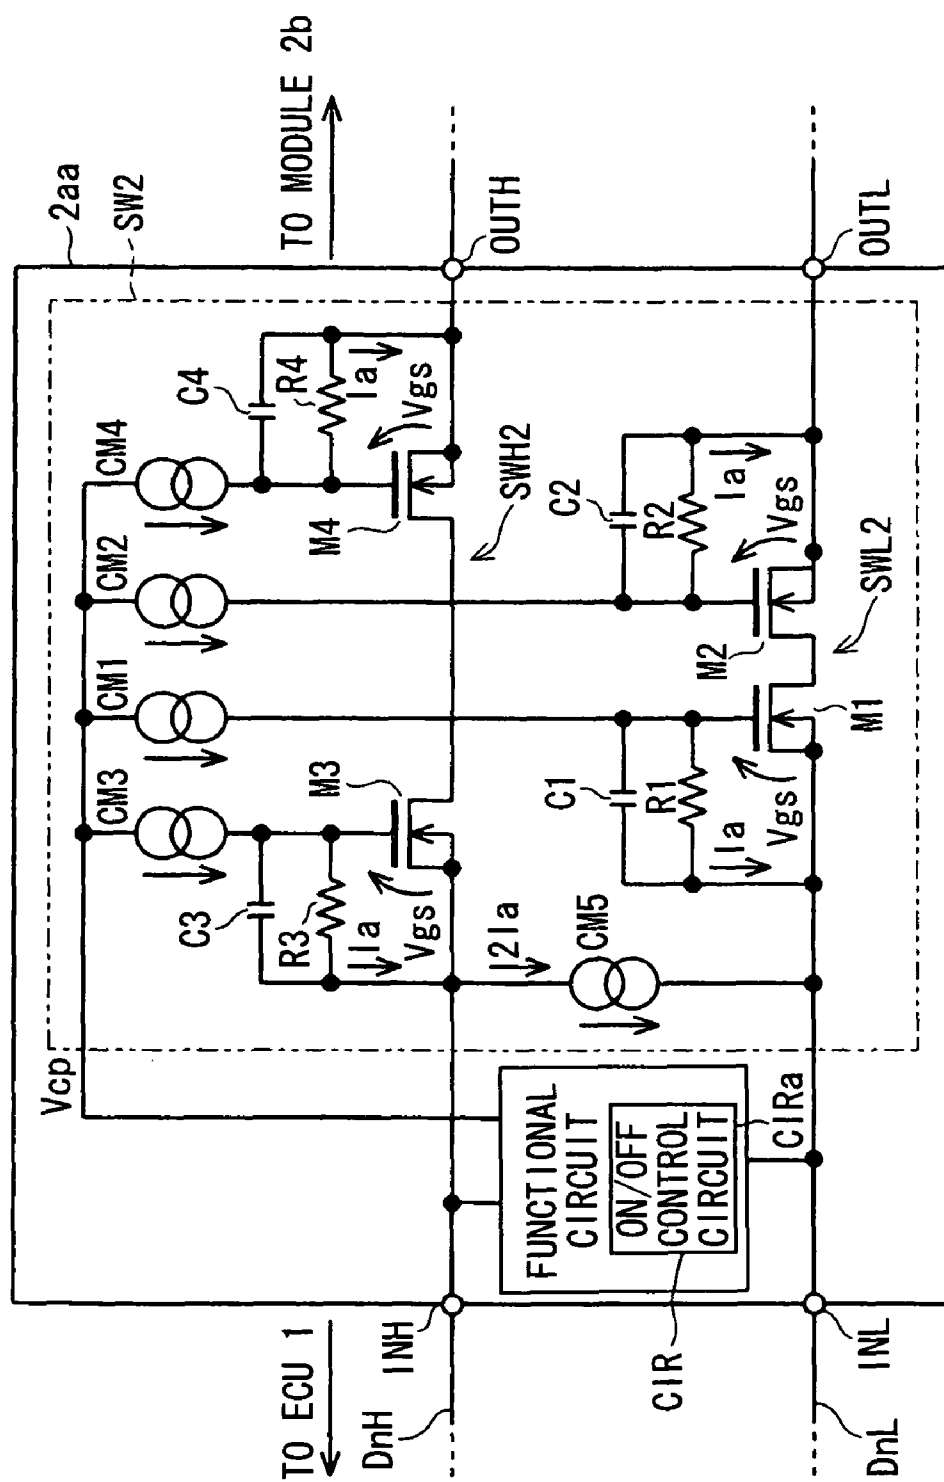 TO ECU 1
TO MODULE 2b
2aa
SW2
Vcp
CM3
CM1
CM2
CM4
C3
R3
Ia
Vgs
M3
C4
R4
Ia
Vgs
M4
SWH2
OUTH
INH
DnH
I2Ia
CM5
FUNCTIONAL
CIRCUIT
ON/OFF
CONTROL
CIRCUIT
CIR
CIRa
C1
R1
Ia
Vgs
M1
C2
R2
Ia
Vgs
M2
SWL2
OUTL
INL
DnL